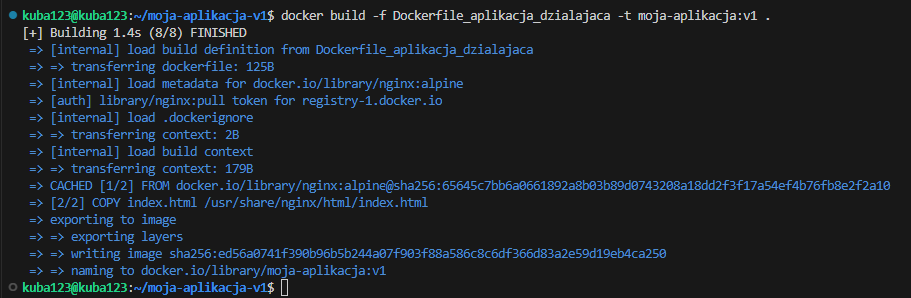 kuba123@kuba123:~/moja-aplikacja-v1$ docker build -f Dockerfile_aplikacja_dzialajaca -t moja-aplikacja:v1 .
[+] Building 1.4s (8/8) FINISHED
=> [internal] load build definition from Dockerfile_aplikacja_dzialajaca
=> => transferring dockerfile: 125B
=> [internal] load metadata for docker.io/library/nginx:alpine
=> [auth] library/nginx:pull token for registry-1.docker.io
=> [internal] load .dockerignore
=> => transferring context: 2B
=> [internal] load build context
=> => transferring context: 179B
=> CACHED [1/2] FROM docker.io/library/nginx:alpine@sha256:65645c7bb6a0661892a8b03b89d0743208a18dd2f3f17a54ef4b76fb8e2f2a10
=> [2/2] COPY index.html /usr/share/nginx/html/index.html
=> exporting to image
=> => exporting layers
=> => writing image sha256:ed56a0741f390b96b5b244a07f903f88a586c8c6df366d83a2e59d19eb4ca250
=> => naming to docker.io/library/moja-aplikacja:v1
kuba123@kuba123:~/moja-aplikacja-v1$